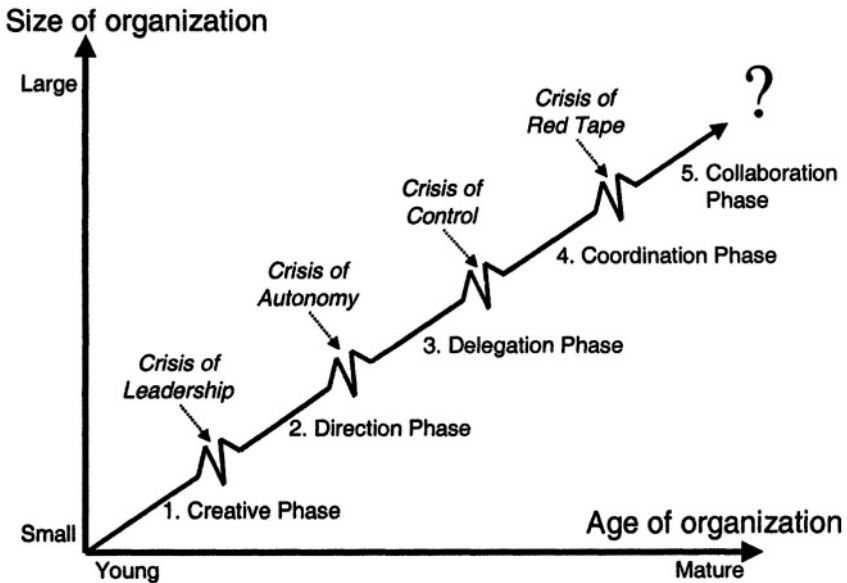 Size of organization
Large
?
Crisis of
Red Tape
5. Collaboration
Phase
Crisis of
Control
4. Coordination Phase
Crisis of
Autonomy
3. Delegation Phase
Crisis of
Leadership
2. Direction Phase
1. Creative Phase
Small
Age of organization
Young
Mature